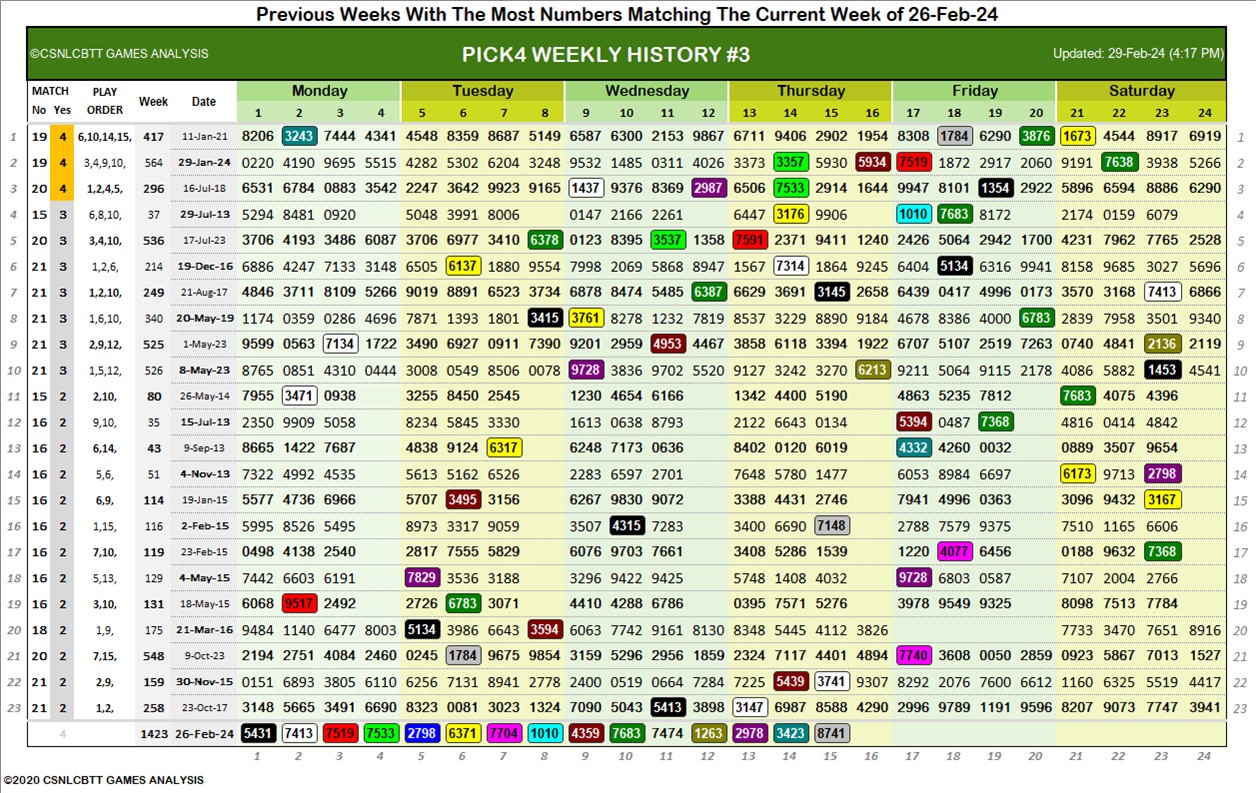 Previous Weeks With The Most Numbers Matching The Current Week of 26-Feb-24
©CSNLCBTT GAMES ANALYSIS PICK4 WEEKLY HISTORY #3 Updated: 29-Feb-24 (4:17 PM)
MATCH PLAY Week Date Monday Tuesday Wednesday Thursday Friday Saturday
No Yes ORDER 1 2 3 4 5 6 7 8 9 10 11 12 13 14 15 16 17 18 19 20 21 22 23 24
1 19 4 6,10,14,15, 417 11-Jan-21 8206 3243 7444 4341 4548 8359 8687 5149 6587 6300 2153 9867 6711 9406 2902 1954 8308 1784 6290 3876 1673 4544 8917 6919 1
2 19 4 3,4,9,10, 564 29-Jan-24 0220 4190 9695 5515 4282 5302 6204 3248 9532 1485 0311 4026 3373 3357 5930 5934 7519 1872 2917 2060 9191 7638 3938 5266 2
3 20 4 1,2,4,5, 296 16-Jul-18 6531 6784 0883 3542 2247 3642 9923 9165 1437 9376 8369 2987 6506 7533 2914 1644 9947 8101 1354 2922 5896 6594 8886 6290 3
4 15 3 6,8,10, 37 29-Jul-13 5294 8481 0920 5048 3991 8006 0147 2166 2261 6447 3176 9906 1010 7683 8172 2174 0159 6079 4
5 20 3 3,4,10, 536 17-Jul-23 3706 4193 3486 6087 3706 6977 3410 6378 0123 8395 3537 1358 7591 2371 9411 1240 2426 5064 2942 1700 4231 7962 7765 2528 5
6 21 3 1,2,6, 214 19-Dec-16 6886 4247 7133 3148 6505 6137 1880 9554 7998 2069 5868 8947 1567 7314 1864 9245 6404 5134 6316 9941 8158 9685 3027 5696 6
7 21 3 1,2,10, 249 21-Aug-17 4846 3711 8109 5266 9019 8891 6523 3734 6878 8474 5485 6387 6629 3691 3145 2658 6439 0417 4996 0173 3570 3168 7413 6866 7
8 21 3 1,6,10, 340 20-May-19 1174 0359 0286 4696 7871 1393 1801 3415 3761 8278 1232 7819 8537 3229 8890 9184 4678 8386 4000 6783 2839 7958 3501 9340 8
9 21 3 2,9,12, 525 1-May-23 9599 0563 7134 1722 3490 6927 0911 7390 9201 2959 4953 4467 3858 6118 3394 1922 6707 5107 2519 7263 0740 4841 2136 2119 9
10 21 3 1,5,12, 526 8-May-23 8765 0851 4310 0444 3008 0549 8506 0078 9728 3836 9702 5520 9127 3242 3270 6213 9211 5064 9115 2178 4086 5882 1453 4541 10
11 15 2 2,10, 80 26-May-14 7955 3471 0938 3255 8450 2545 1230 4654 6166 1342 4400 5190 4863 5235 7812 7683 4075 4396 11
12 16 2 9,10, 35 15-Jul-13 2350 9909 5058 8234 5845 3330 1613 0638 8793 2122 6643 0134 5394 0487 7368 4816 0414 4842 12
13 16 2 6,14, 43 9-Sep-13 8665 1422 7687 4838 9124 6317 6248 7173 0636 8402 0120 6019 4332 4260 0032 0889 3507 9654 13
14 16 2 5,6, 51 4-Nov-13 7322 4992 4535 5613 5162 6526 2283 6597 2701 7648 5780 1477 6053 8984 6697 6173 9713 2798 14
15 16 2 6,9, 114 19-Jan-15 5577 4736 6966 5707 3495 3156 6267 9830 9072 3388 4431 2746 7941 4996 0363 3096 9432 3167 15
16 16 2 1,15, 116 2-Feb-15 5995 8526 5495 8973 3317 9059 3507 4315 7283 3400 6690 7148 2788 7579 9375 7510 1165 6606 16
17 16 2 7,10, 119 23-Feb-15 0498 4138 2540 2817 7555 5829 6076 9703 7661 3408 5286 1539 1220 4077 6456 0188 9632 7368 17
18 16 2 5,13, 129 4-May-15 7442 6603 6191 7829 3536 3188 3296 9422 9425 5748 1408 4032 9728 6803 0587 7107 2004 2766 18
19 16 2 3,10, 131 18-May-15 6068 9517 2492 2726 6783 3071 4410 4288 6786 0395 7571 5276 3978 9549 9325 8098 7513 7784 19
20 18 2 1,9, 175 21-Mar-16 9484 1140 6477 8003 5134 3986 6643 3594 6063 7742 9161 8130 8348 5445 4112 3826 7733 3470 7651 8916 20
21 20 2 7,15, 548 9-Oct-23 2194 2751 4084 2460 0245 1784 9675 9854 3159 5296 2956 1859 2324 7117 4401 4894 7740 3608 0050 2859 0923 5867 7013 1527 21
22 21 2 2,9, 159 30-Nov-15 0151 6893 3805 6110 6256 7131 8941 2778 2400 0519 0664 7284 7225 5439 3741 9307 8292 2076 7600 6612 1160 6325 5519 4417 22
23 21 2 1,2, 258 23-Oct-17 3148 5665 3491 6690 8323 0081 3023 1324 7090 5043 5413 3898 3147 6987 8588 4290 2996 9789 1191 9596 8207 9073 7747 3941 23
4 1423 26-Feb-24 5431 7413 7519 7533 2798 6371 7704 1010 4359 7683 7474 1263 2978 3423 8741
1 2 3 4 5 6 7 8 9 10 11 12 13 14 15 16 17 18 19 20 21 22 23 24
©2020 CSNLCBTT GAMES ANALYSIS